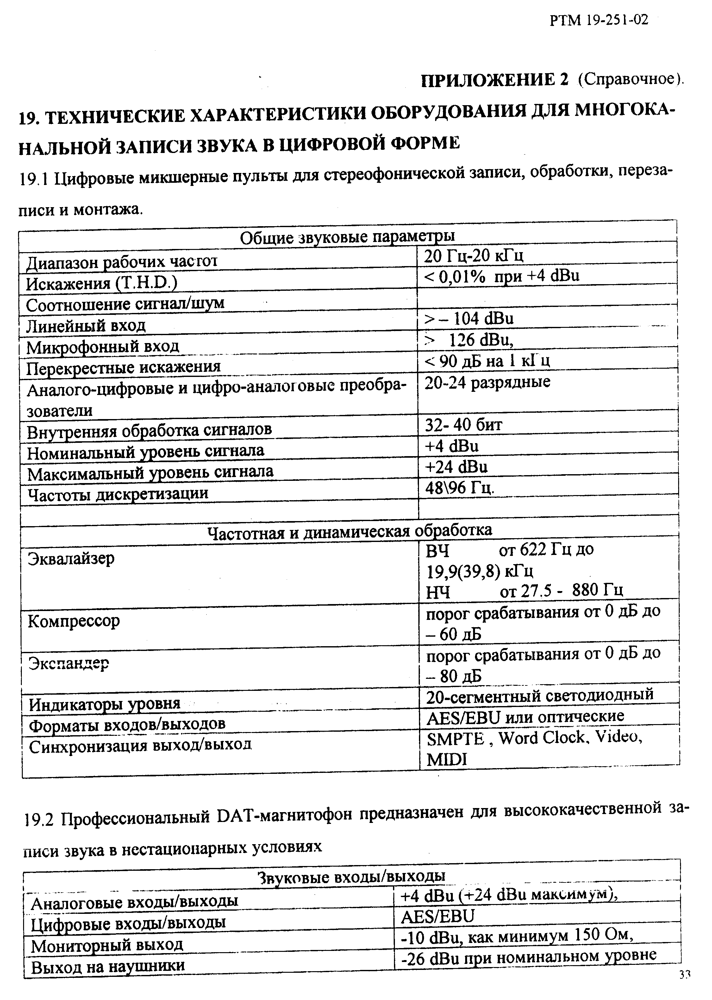 РТМ 19-251-02
ПРИЛОЖЕНИЕ 2 (Справочное).
19. ТЕХНИЧЕСКИЕ ХАРАКТЕРИСТИКИ ОБОРУДОВАНИЯ ДЛЯ МНОГОКА-
НАЛЬНОЙ ЗАПИСИ ЗВУКА В ЦИФРОВОЙ ФОРМЕ
19.1 Цифровые микшерные пульты для стереофонической записи, обработки, переза-
писи и монтажа.
Общие звуковые параметры
Диапазон рабочих частот 20 Гц-20 кГц
Искажения (T.H.D.) < 0,01% при +4 dBu
Соотношение сигнал/шум
Линейный вход > – 104 dBu
Микрофонный вход > 126 dBu,
Перекрестные искажения < 90 дБ на 1 кГц
Аналого-цифровые и цифро-аналоговые преобра- 20-24 разрядные
зователи
Внутренняя обработка сигналов 32- 40 бит
Номинальный уровень сигнала +4 dBu
Максимальный уровень сигнала +24 dBu
Частоты дискретизации 48\96 Гц.
Частотная и динамическая обработка
Эквалайзер ВЧ от 622 Гц до
19,9(39,8) кГц
НЧ от 27.5 - 880 Гц
Компрессор порог срабатывания от 0 дБ до
– 60 дБ
Экспандер порог срабатывания от 0 дБ до
– 80 дБ
Индикаторы уровня 20-сегментный светодиодный
Форматы входов/выходов AES/EBU или оптические
Синхронизация выход/выход SMPTE , Word Clock, Video,
MIDI
19.2 Профессиональный DAT-магнитофон предназначен для высококачественной за-
писи звука в нестационарных условиях
Звуковые входы/выходы
Аналоговые входы/выходы +4 dBu (+24 dBu максимум),
Цифровые входы/выходы AES/EBU
Мониторный выход -10 dBu, как минимум 150 Ом,
Выход на наушники -26 dBu при номинальном уровне
33